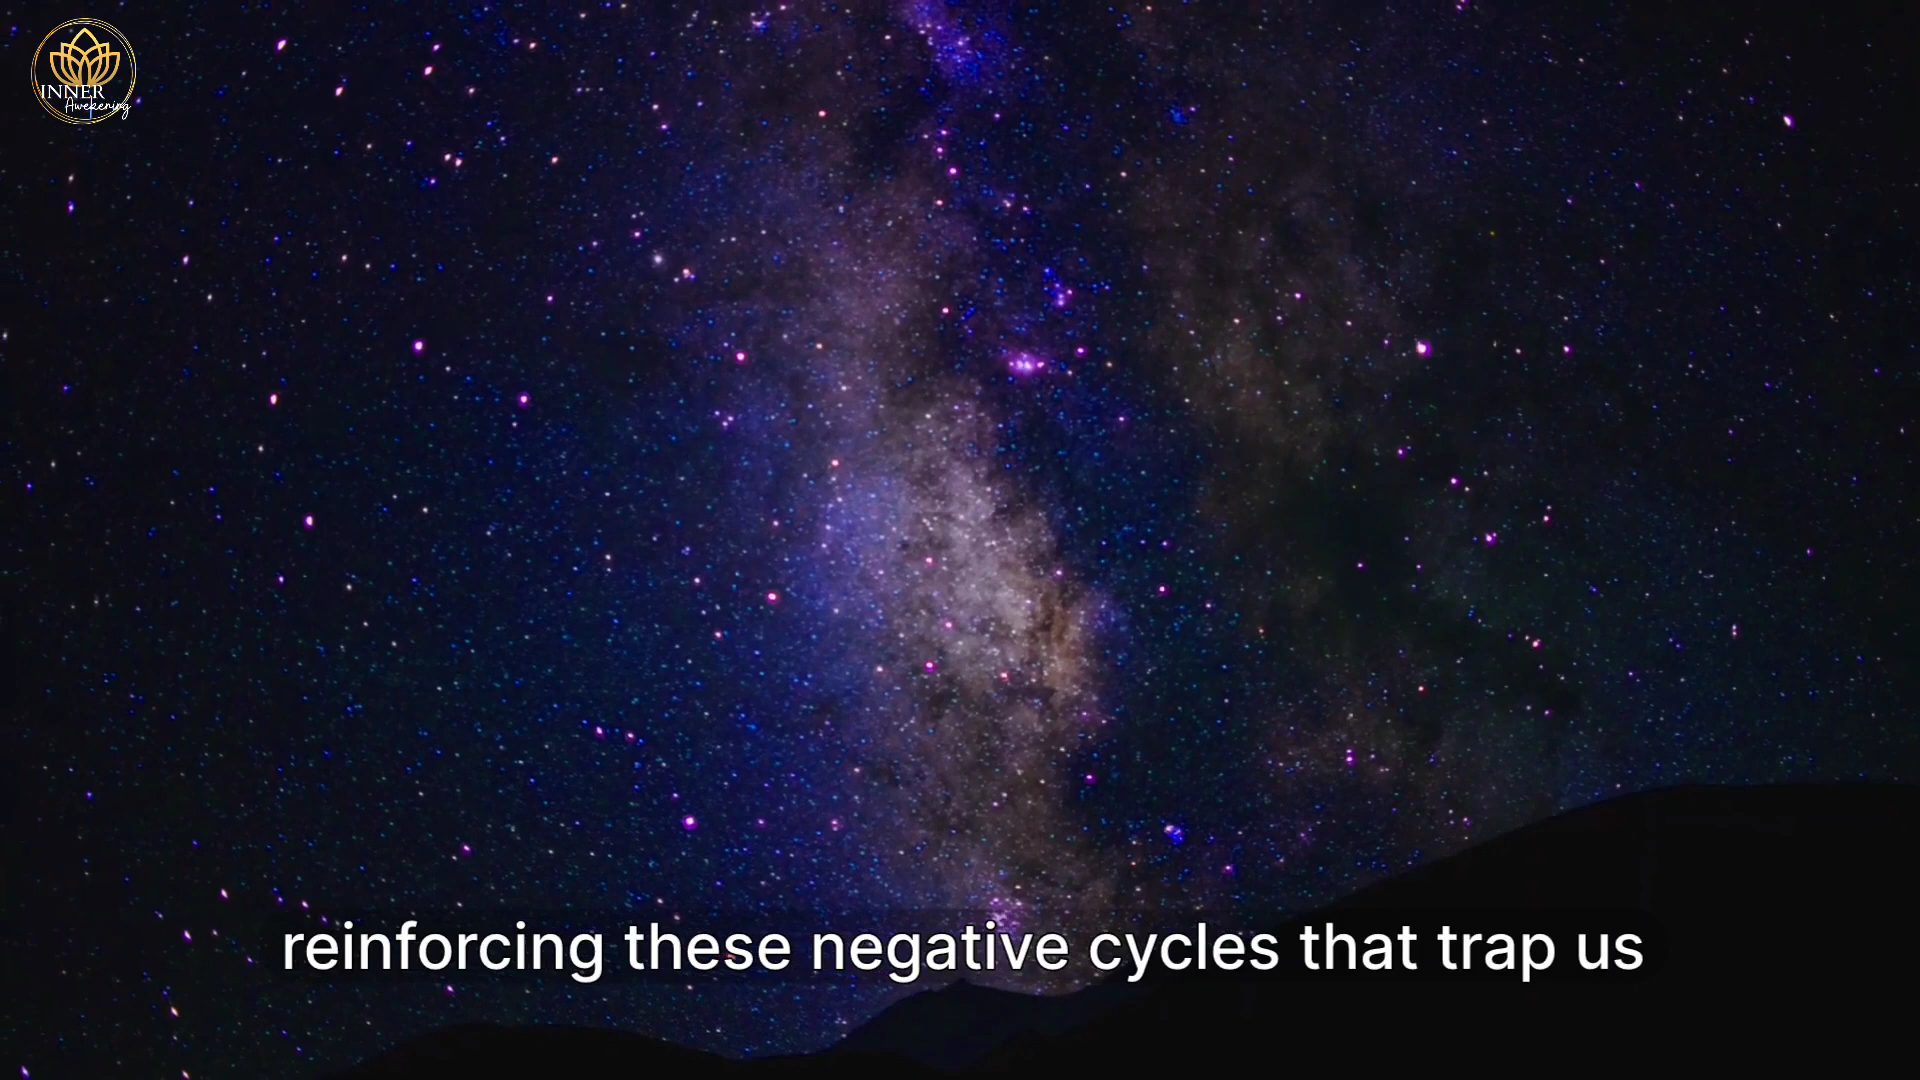 INNER
Awekening
reinforcing these negative cycles that trap us